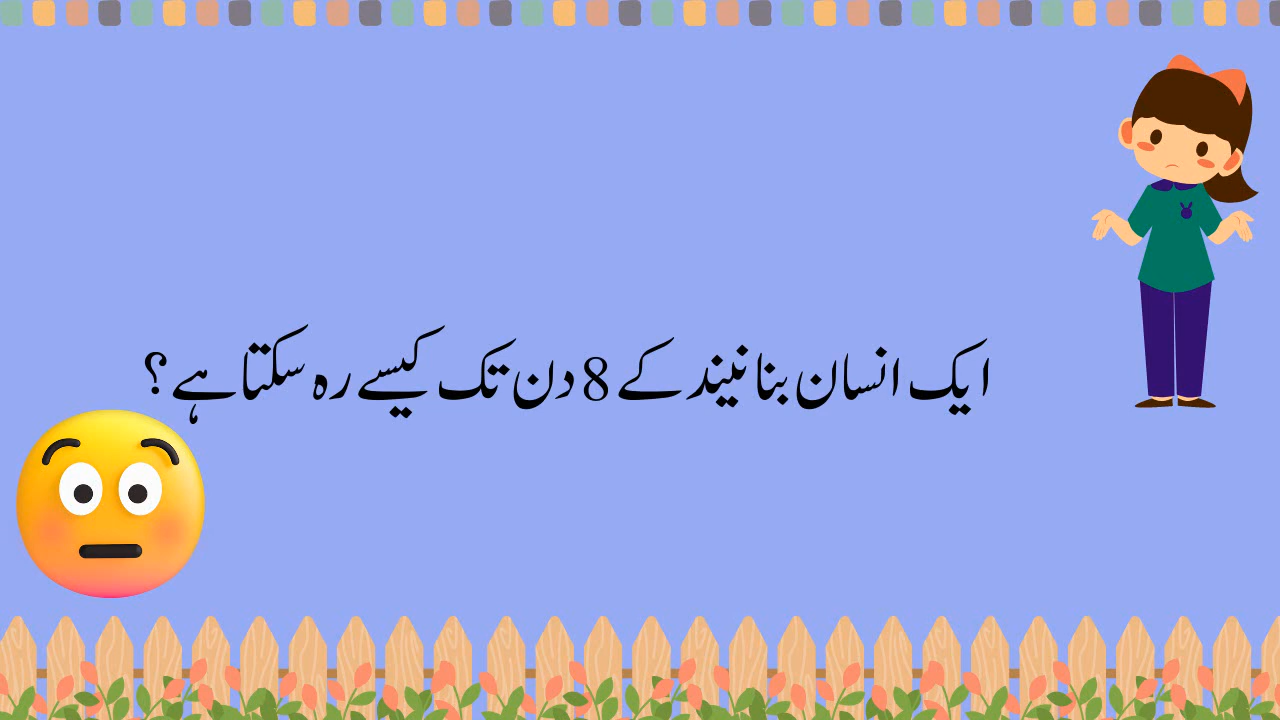 ایک انسان بنا نیند کے 8 دن تک کیسے رہ سکتا ہے؟